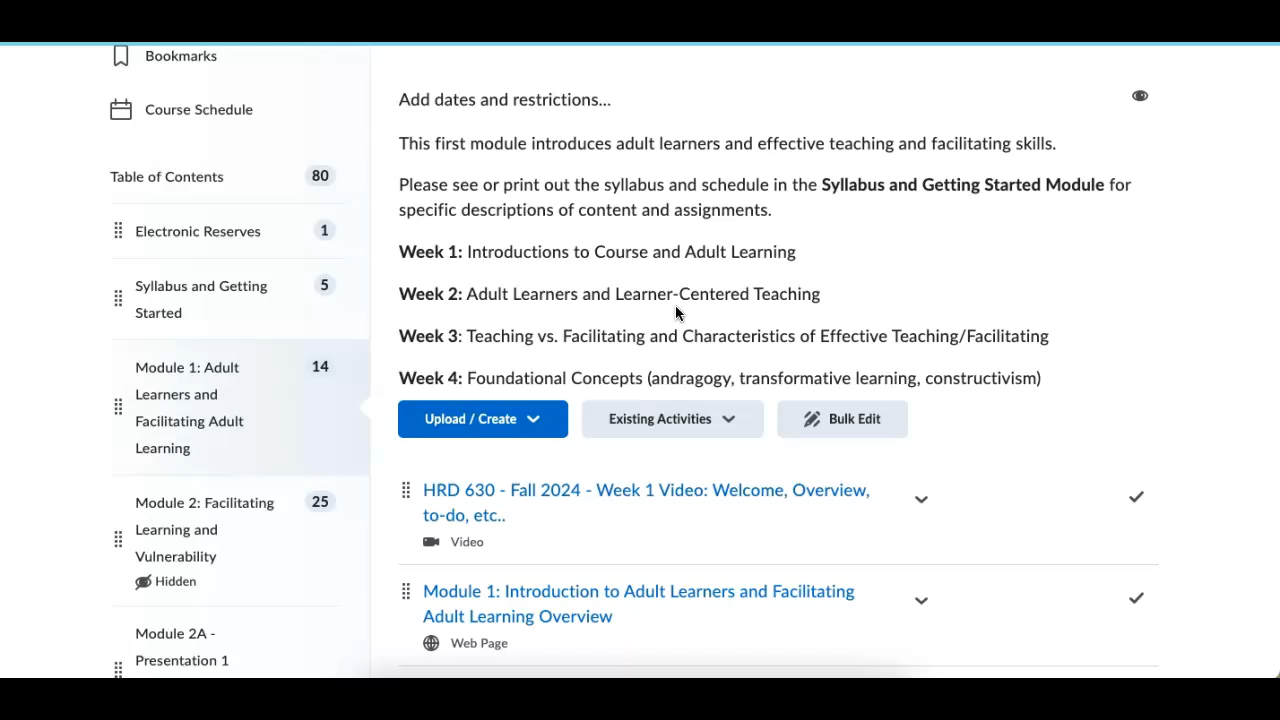 Bookmarks
Course Schedule
Table of Contents 80
Electronic Reserves 1
Syllabus and Getting 5
Started
Module 1: Adult 14
Learners and
Facilitating Adult
Learning
Module 2: Facilitating 25
Learning and
Vulnerability
Hidden
Module 2A -
Presentation 1
Add dates and restrictions...
This first module introduces adult learners and effective teaching and facilitating skills.
Please see or print out the syllabus and schedule in the Syllabus and Getting Started Module for
specific descriptions of content and assignments.
Week 1: Introductions to Course and Adult Learning
Week 2: Adult Learners and Learner-Centered Teaching
Week 3: Teaching vs. Facilitating and Characteristics of Effective Teaching/Facilitating
Week 4: Foundational Concepts (andragogy, transformative learning, constructivism)
Upload / Create Existing Activities Bulk Edit
HRD 630 - Fall 2024 - Week 1 Video: Welcome, Overview,
to-do, etc..
Video
Module 1: Introduction to Adult Learners and Facilitating
Adult Learning Overview
Web Page